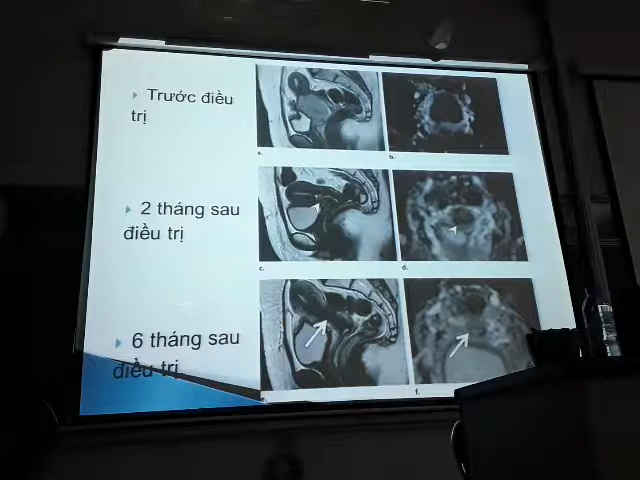 Trước điều
trị
a.
b.
2 tháng sau
điều trị
c.
d.
6 tháng sau
điều trị
e.
f.